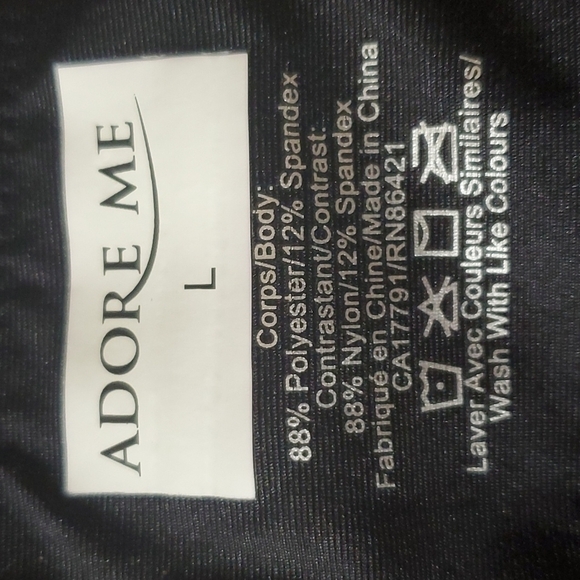 ADORE ME
L
Corps/Body:
88% Polyester/12% Spandex
Contrastant/Contrast:
88% Nylon/12% Spandex
Fabriqué en Chine/Made in China
CA17791/RN86421
Laver Avec Couleurs Similaires/
Wash With Like Colours